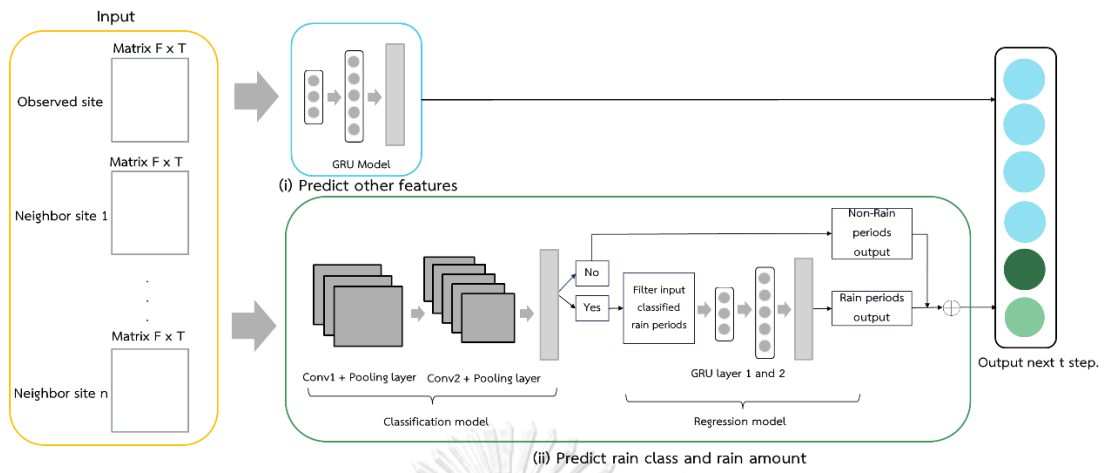 Input
Matrix F x T
Observed site
Matrix F x T
Neighbor site 1
.
.
.
Matrix F x T
Neighbor site n
GRU Model
(i) Predict other features
No
Yes
Non-Rain
periods
output
Filter input
classified
rain periods
Rain periods
output
GRU layer 1 and 2
Conv1 + Pooling layer
Conv2 + Pooling layer
Classification model
Regression model
(ii) Predict rain class and rain amount
Output next t step.